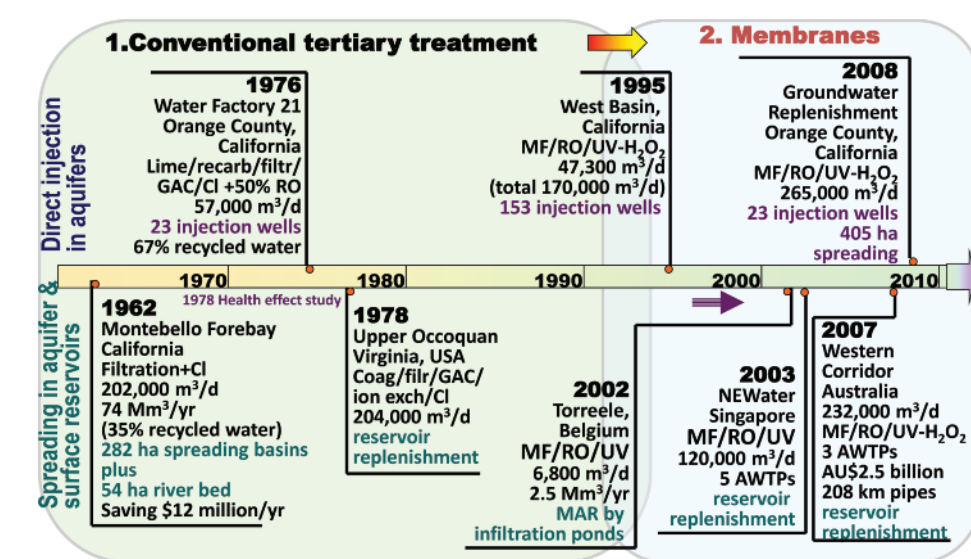 1.Conventional tertiary treatment
2. Membranes
Direct injection
in aquifers
1976
Water Factory 21
Orange County,
California
Lime/recarb/filtr/
GAC/Cl +50% RO
57,000 m³/d
23 injection wells
67% recycled water
1995
West Basin,
California
MF/RO/UV-H₂O₂
47,300 m³/d
(total 170,000 m³/d)
153 injection wells
2008
Groundwater
Replenishment
Orange County,
California
MF/RO/UV-H₂O₂
265,000 m³/d
23 injection wells
405 ha
spreading
1970
1980
1990
2000
2010
1978 Health effect study
Spreading in aquifer &
surface reservoirs
1962
Montebello Forebay
California
Filtration+Cl
202,000 m³/d
74 Mm³/yr
(35% recycled water)
282 ha spreading basins
plus
54 ha river bed
Saving $12 million/yr
1978
Upper Occoquan
Virginia, USA
Coag/filr/GAC/
ion exch/Cl
204,000 m³/d
reservoir
replenishment
2002
Torreele,
Belgium
MF/RO/UV
6,800 m³/d
2.5 Mm³/yr
MAR by
infiltration ponds
2003
NEWater
Singapore
MF/RO/UV
120,000 m³/d
5 AWTPs
reservoir
replenishment
2007
Western
Corridor
Australia
232,000 m³/d
MF/RO/UV-H₂O₂
3 AWTPs
AU$2.5 billion
208 km pipes
reservoir
replenishment